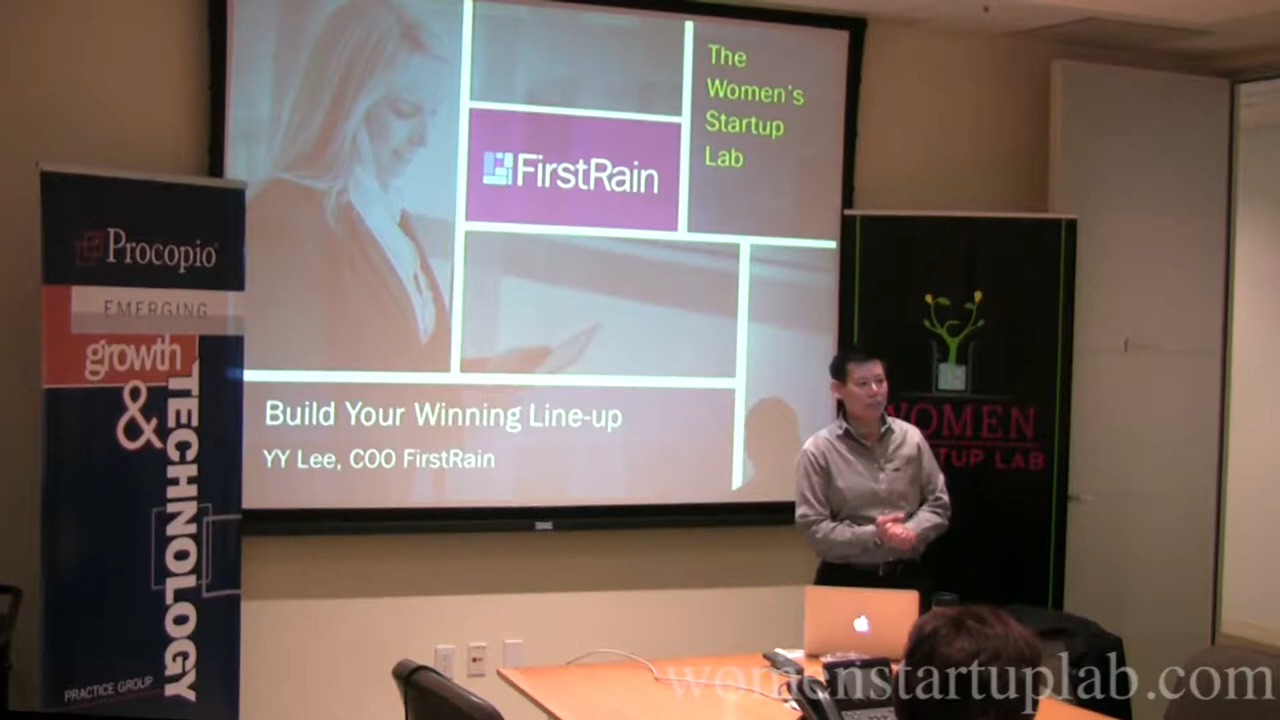 Procopio
EMERGING
growth
&
TECHNOLOGY
PRACTICE GROUP
FirstRain
The
Women's
Startup
Lab
Build Your Winning Line-up
YY Lee, COO FirstRain
WOMEN
TUP LAB
womenstartuplab.com